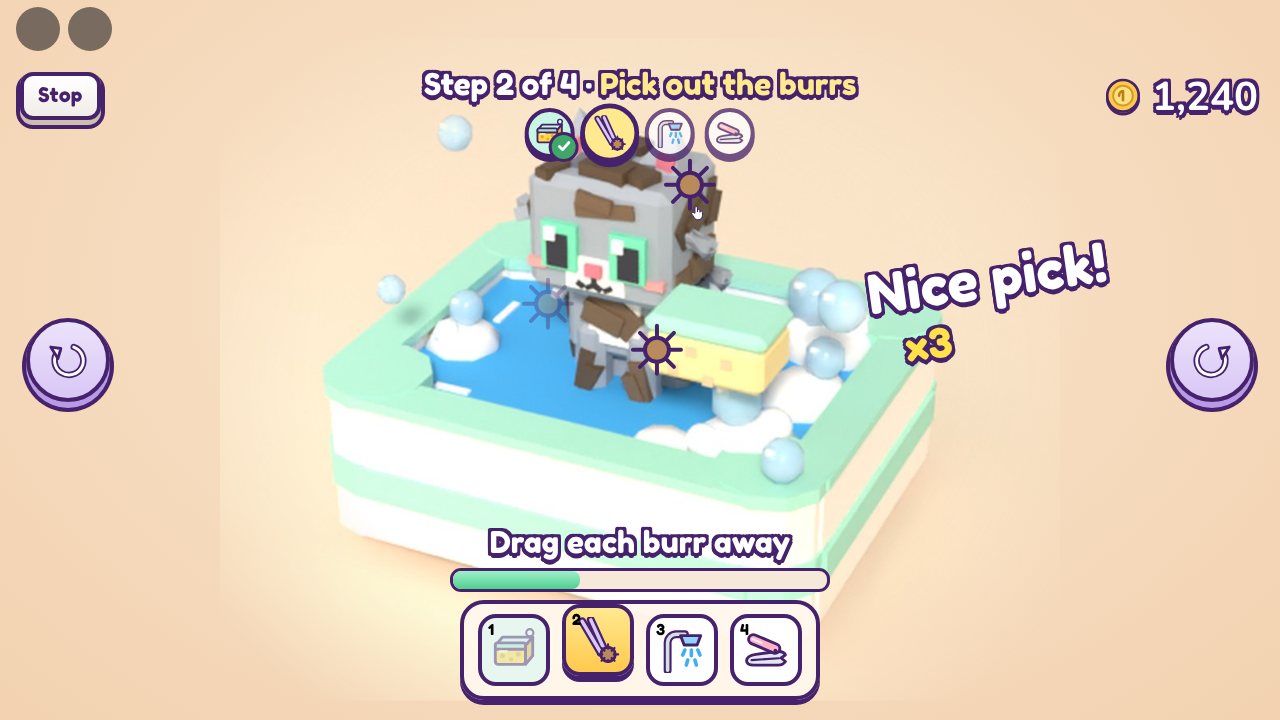 Stop
Step 2 of 4 · Pick out the burrs
1,240
Nice pick!
×3
Drag each burr away
1
2
3
4